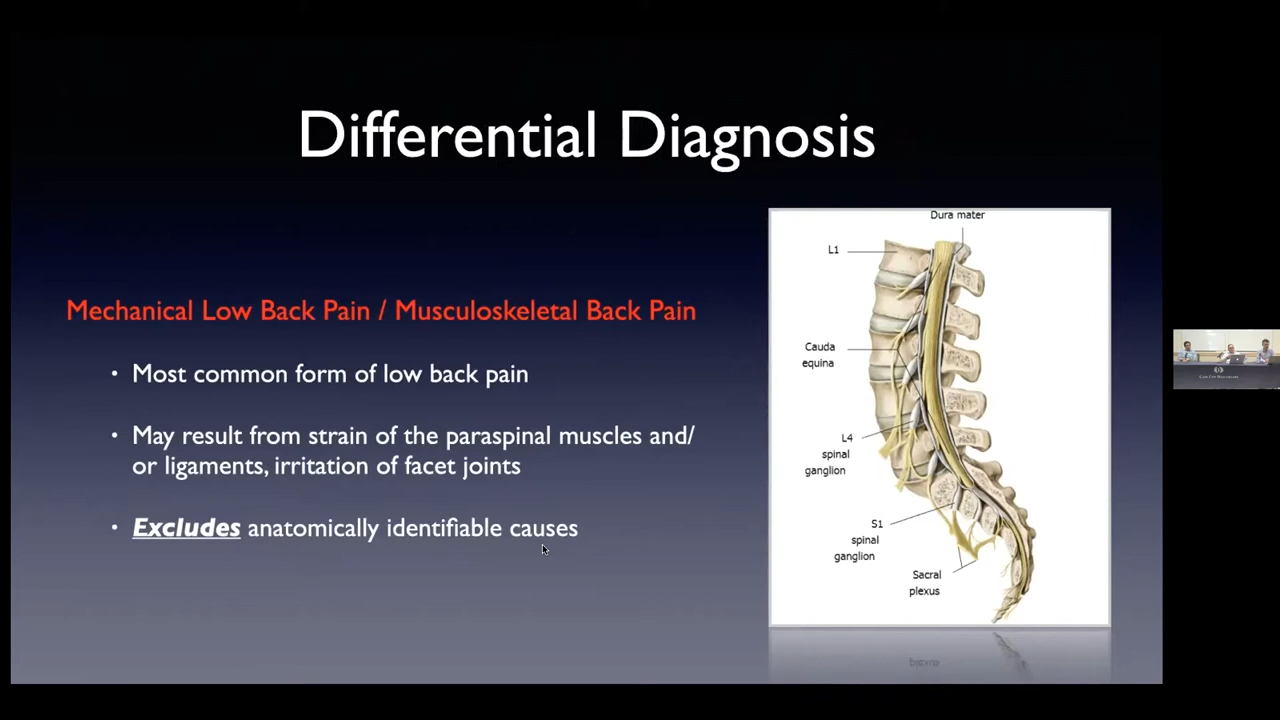 Differential Diagnosis
Mechanical Low Back Pain / Musculoskeletal Back Pain
• Most common form of low back pain
• May result from strain of the paraspinal muscles and/
or ligaments, irritation of facet joints
• Excludes anatomically identifiable causes
Dura mater
L1
Cauda
equina
L4
spinal
ganglion
S1
spinal
ganglion
Sacral
plexus